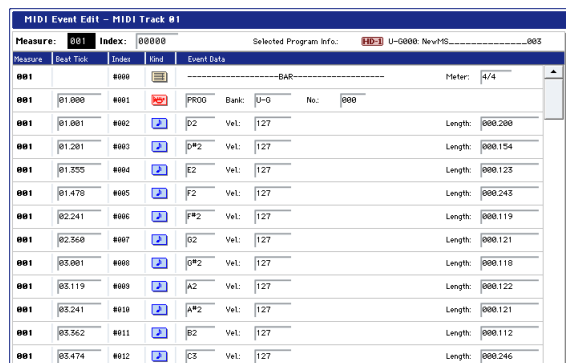 MIDI Event Edit - MIDI Track 01
Measure: 001 Index: 00000 Selected Program Info.: HD-1 U-G000: NewMS______________003
Measure Beat Tick Index Kind Event Data
001 #000 --------------------BAR-------------------- Meter: 4/4
001 01.000 #001 PROG Bank: U-G No.: 000
001 01.001 #002 D2 Vel: 127 Length: 000.200
001 01.201 #003 D#2 Vel: 127 Length: 000.154
001 01.355 #004 E2 Vel: 127 Length: 000.123
001 01.478 #005 F2 Vel: 127 Length: 000.243
001 02.241 #006 F#2 Vel: 127 Length: 000.119
001 02.360 #007 G2 Vel: 127 Length: 000.121
001 03.001 #008 G#2 Vel: 127 Length: 000.118
001 03.119 #009 A2 Vel: 127 Length: 000.122
001 03.241 #010 A#2 Vel: 127 Length: 000.121
001 03.362 #011 B2 Vel: 127 Length: 000.112
001 03.474 #012 C3 Vel: 127 Length: 000.246